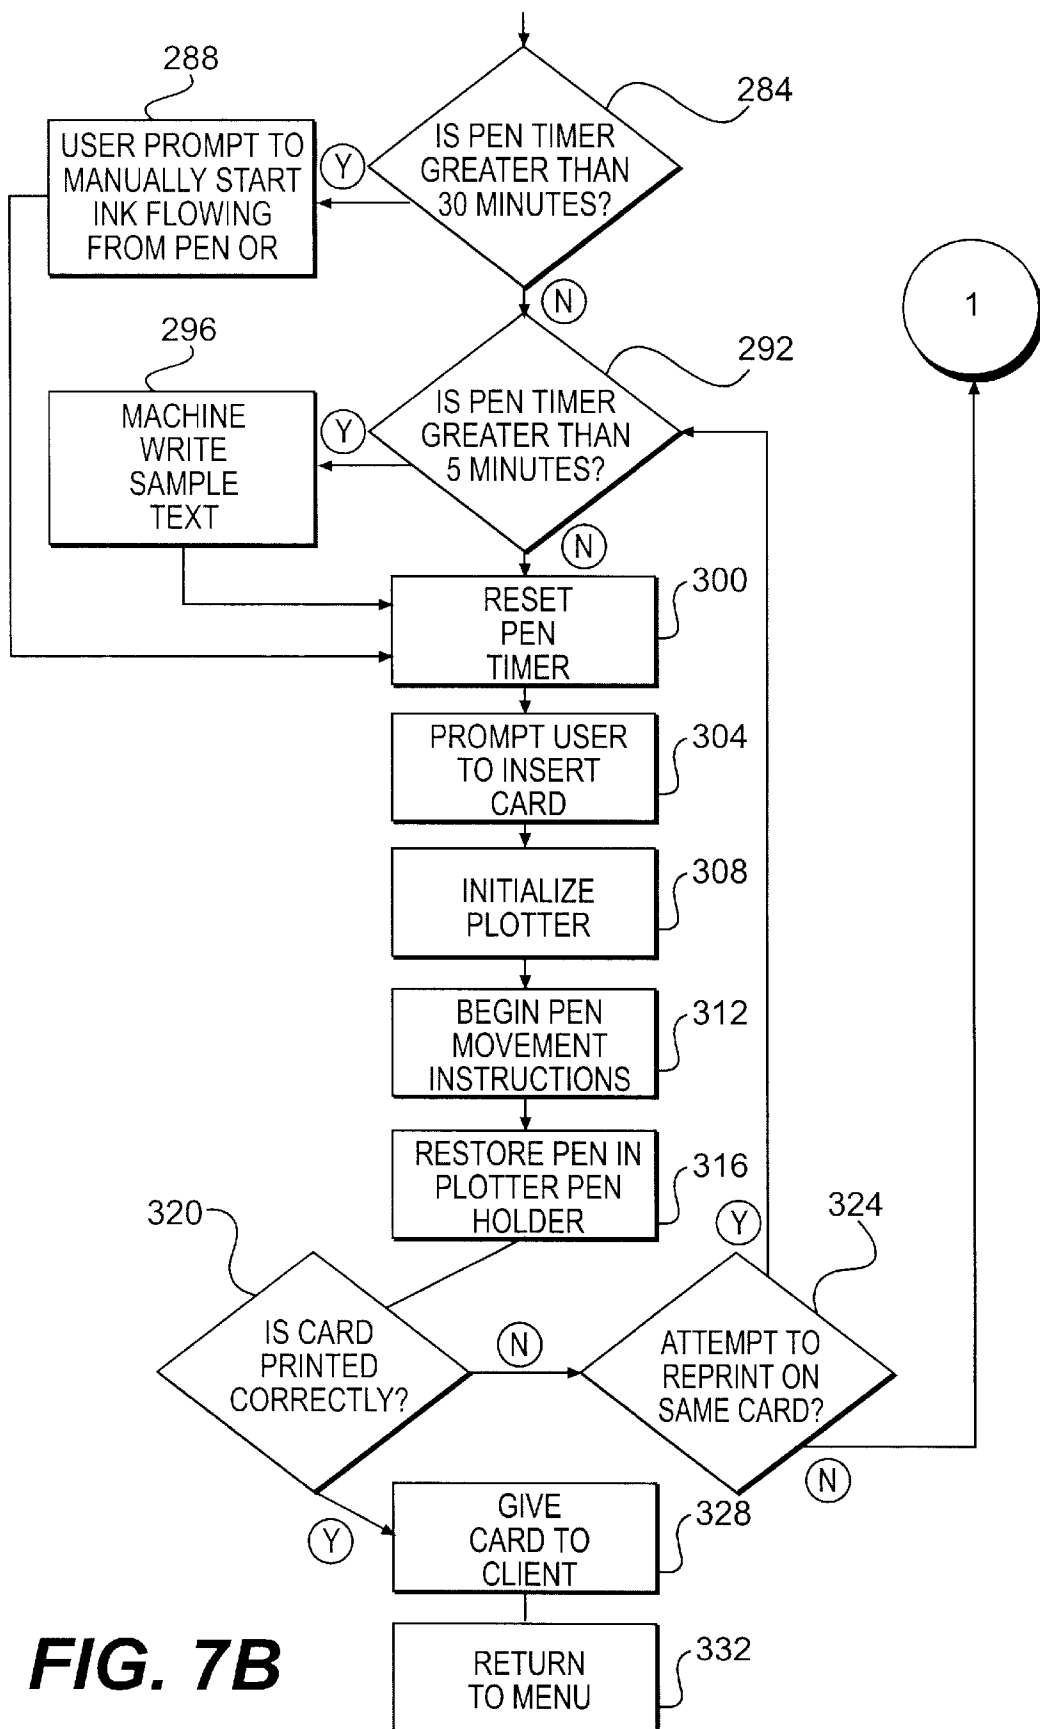 288
284
USER PROMPT TO
MANUALLY START
INK FLOWING
FROM PEN OR
Y
IS PEN TIMER
GREATER THAN
30 MINUTES?
N
1
296
292
MACHINE
WRITE
SAMPLE
TEXT
Y
IS PEN TIMER
GREATER THAN
5 MINUTES?
N
RESET
PEN
TIMER
300
PROMPT USER
TO INSERT
CARD
304
INITIALIZE
PLOTTER
308
BEGIN PEN
MOVEMENT
INSTRUCTIONS
312
RESTORE PEN IN
PLOTTER PEN
HOLDER
316
320
Y
324
IS CARD
PRINTED
CORRECTLY?
N
ATTEMPT TO
REPRINT ON
SAME CARD?
N
Y
GIVE
CARD TO
CLIENT
328
RETURN
TO MENU
332
FIG. 7B